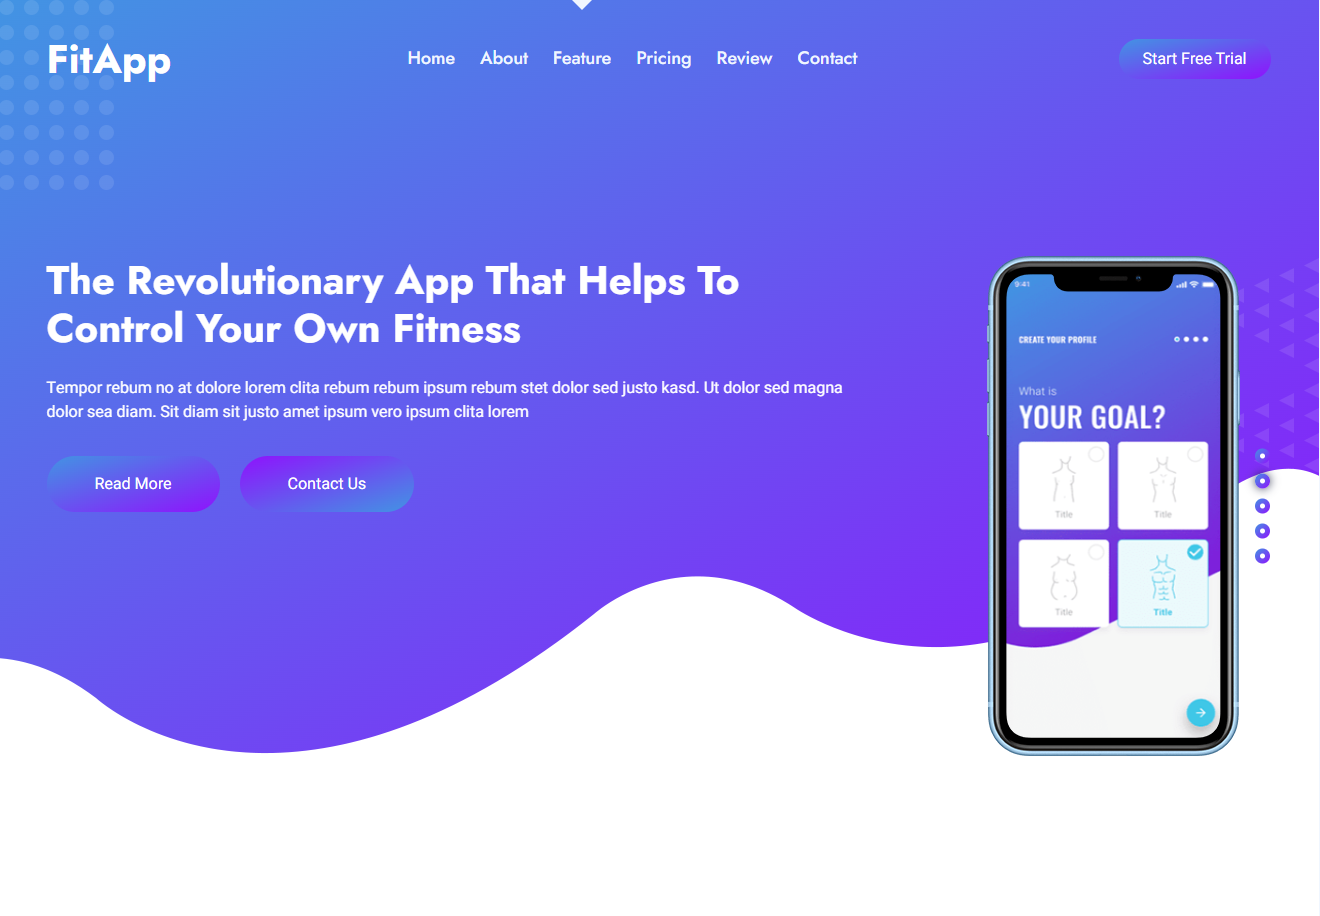 FitApp
Home About Feature Pricing Review Contact
Start Free Trial
The Revolutionary App That Helps To
Control Your Own Fitness
Tempor rebum no at dolore lorem clita rebum rebum ipsum rebum stet dolor sed justo kasd. Ut dolor sed magna
dolor sea diam. Sit diam sit justo amet ipsum vero ipsum clita lorem
Read More Contact Us
9:41
CREATE YOUR PROFILE
What is
YOUR GOAL?
Title Title
Title Title